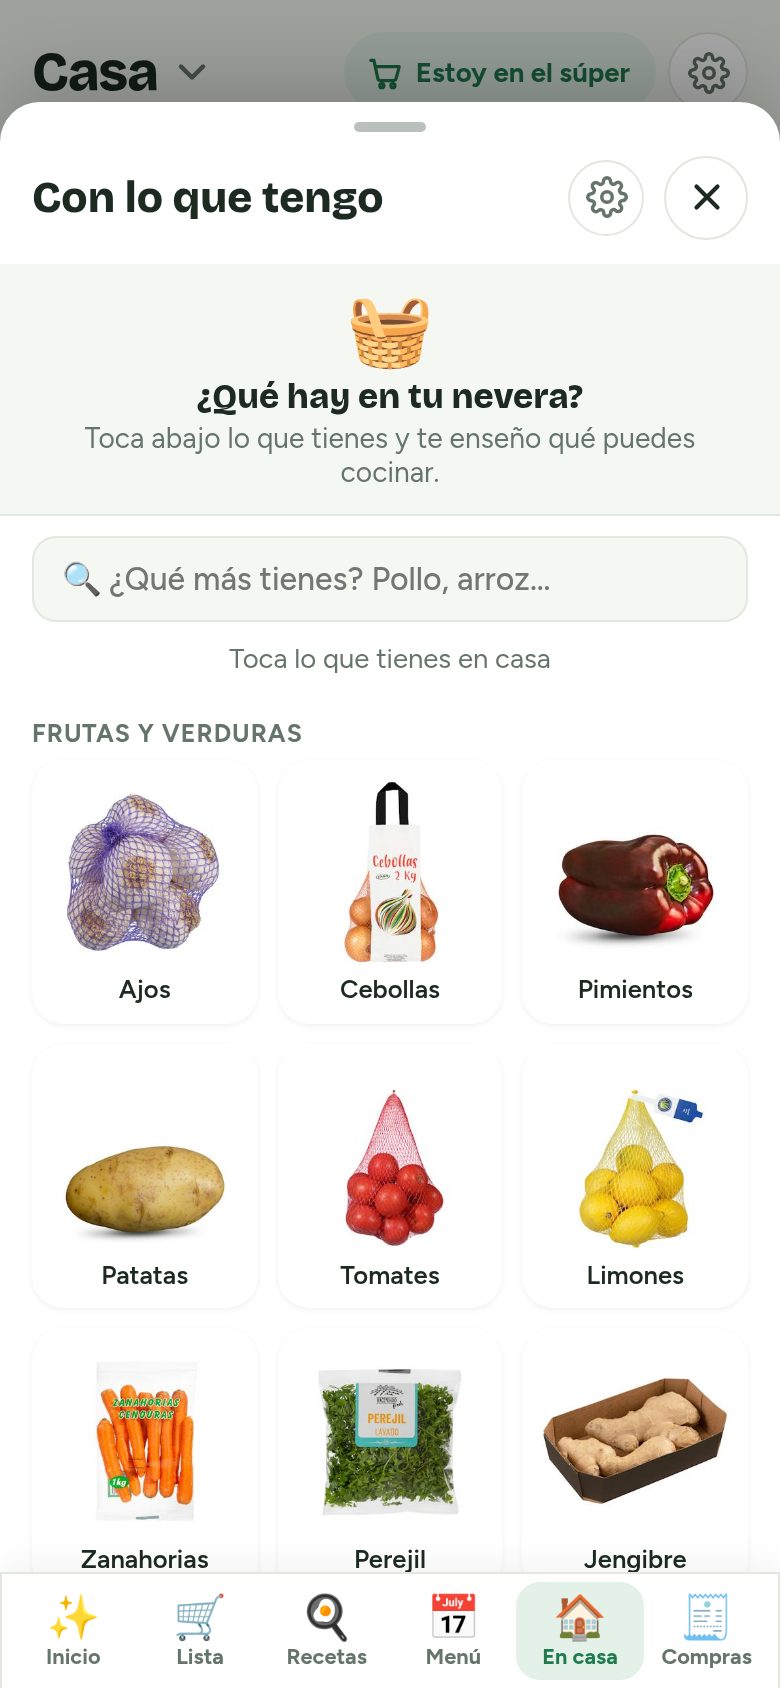 Casa
Estoy en el súper
Con lo que tengo
¿Qué hay en tu nevera?
Toca abajo lo que tienes y te enseño qué puedes
cocinar.
¿Qué más tienes? Pollo, arroz...
Toca lo que tienes en casa
FRUTAS Y VERDURAS
Cebollas
2 Kg
Ajos
Cebollas
Pimientos
Patatas
Tomates
Limones
ZANAHORIAS
CENOURAS
1kg
PEREJIL
LAVADO
Zanahorias
Perejil
Jengibre
July
17
Inicio
Lista
Recetas
Menú
En casa
Compras